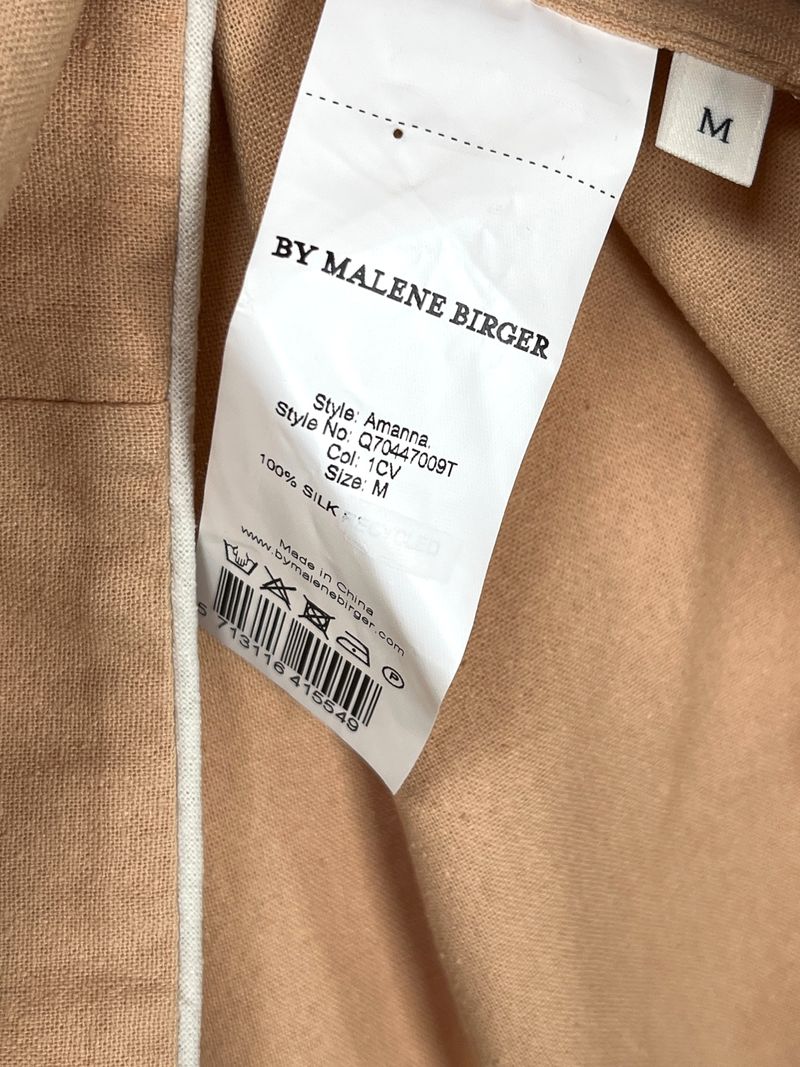 M
BY MALENE BIRGER
Style: Amanna.
Style No: Q70447009T
Col: 1CV
Size: M
100% SILK RECYCLED
Made in China
www.bymalenebirger.com
P
5 713116 415549